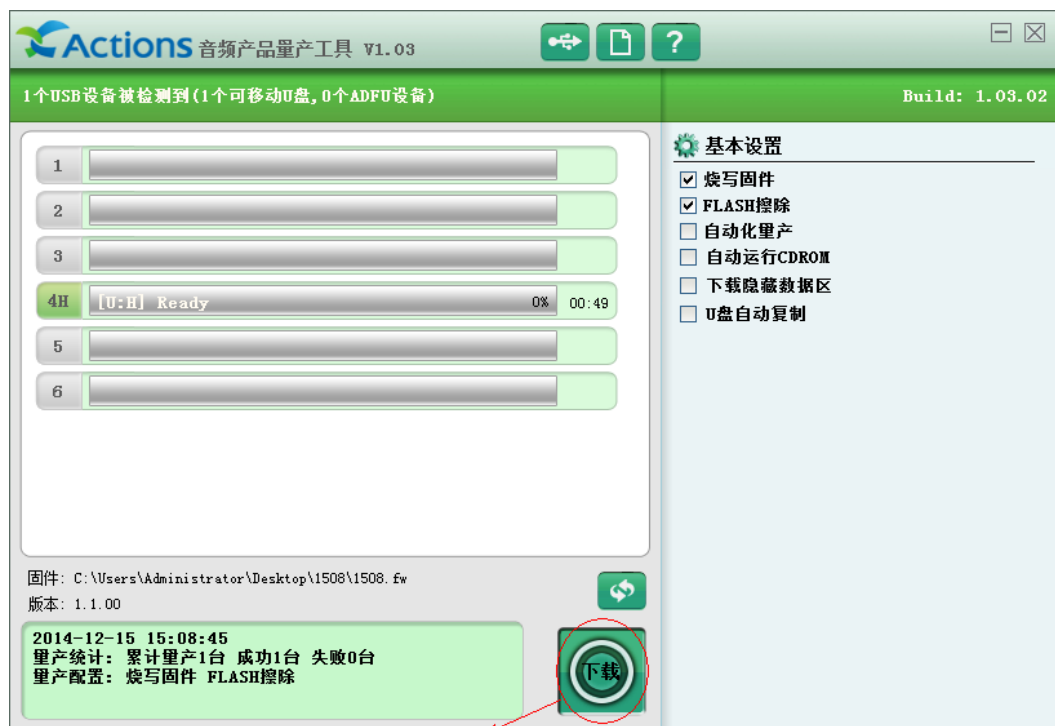 Actions 音频产品量产工具 V1.03
1个USB设备被检测到(1个可移动U盘,0个ADFU设备)
Build: 1.03.02
1
2
3
4H [U:H] Ready 0% 00:49
5
6
基本设置
烧写固件
FLASH擦除
自动化量产
自动运行CDROM
下载隐藏数据区
U盘自动复制
固件: C:\Users\Administrator\Desktop\1508\1508.fw
版本: 1.1.00
2014-12-15 15:08:45
量产统计: 累计量产1台 成功1台 失败0台
量产配置: 烧写固件 FLASH擦除
下载